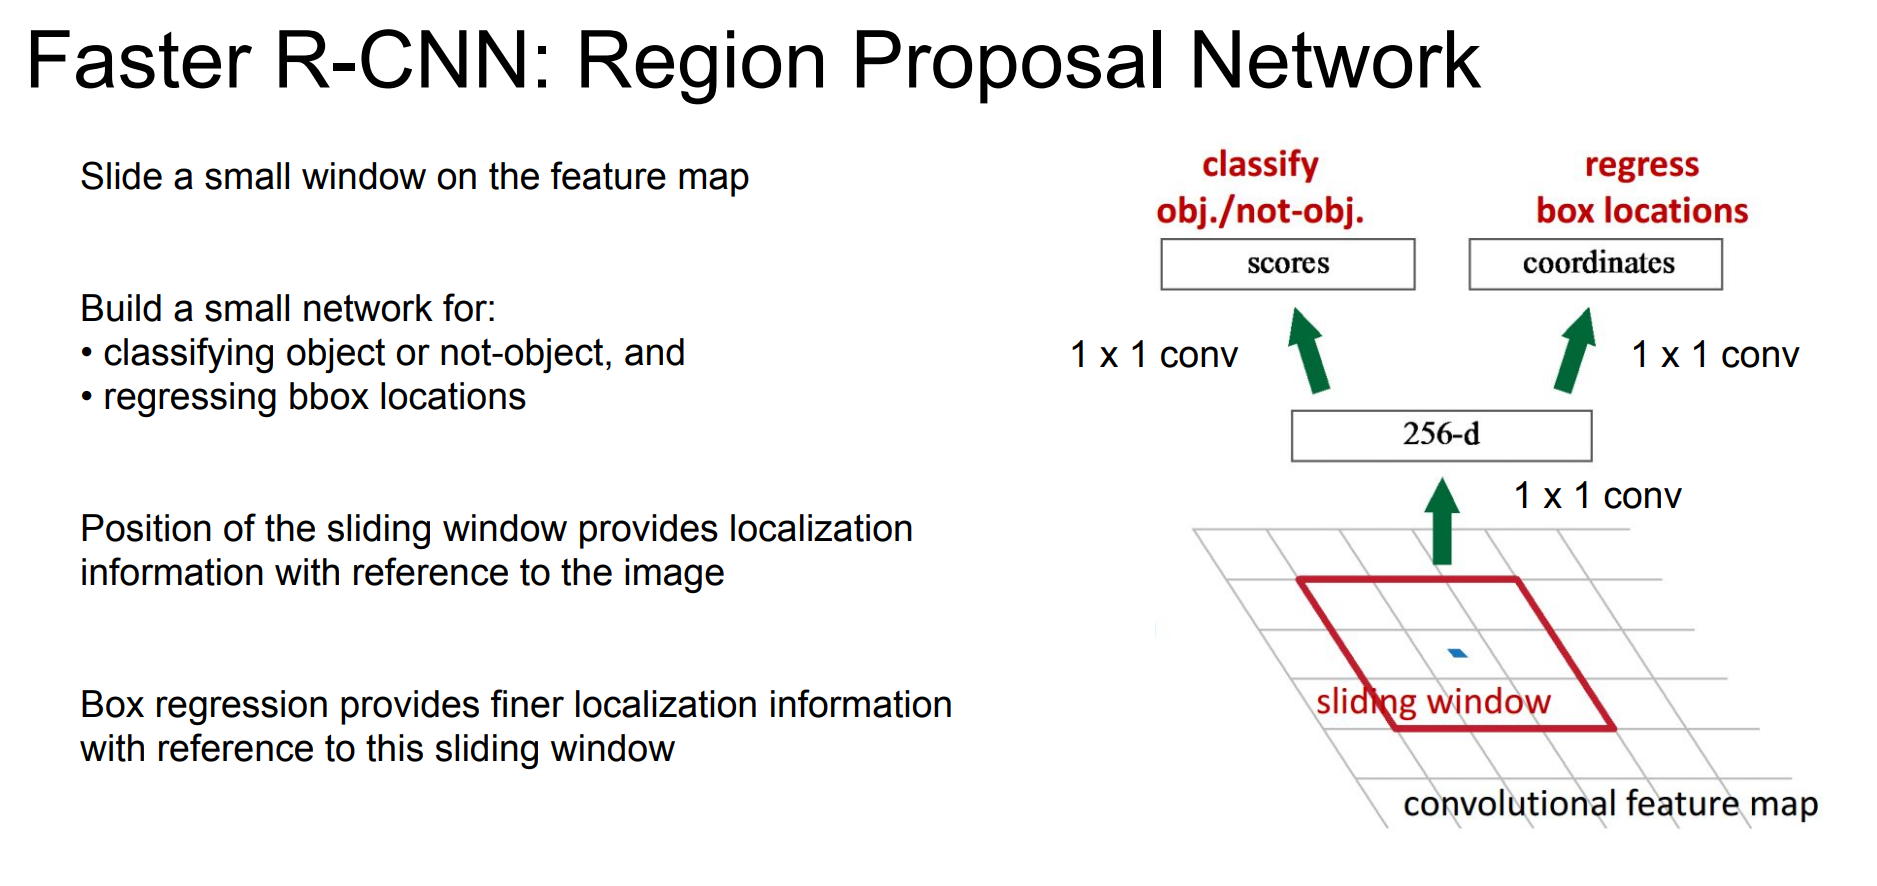 Faster R-CNN: Region Proposal Network
Slide a small window on the feature map
Build a small network for:
• classifying object or not-object, and
• regressing bbox locations
Position of the sliding window provides localization
information with reference to the image
Box regression provides finer localization information
with reference to this sliding window
classify
obj./not-obj.
regress
box locations
scores
coordinates
1 x 1 conv
1 x 1 conv
256-d
1 x 1 conv
sliding window
convolutional feature map